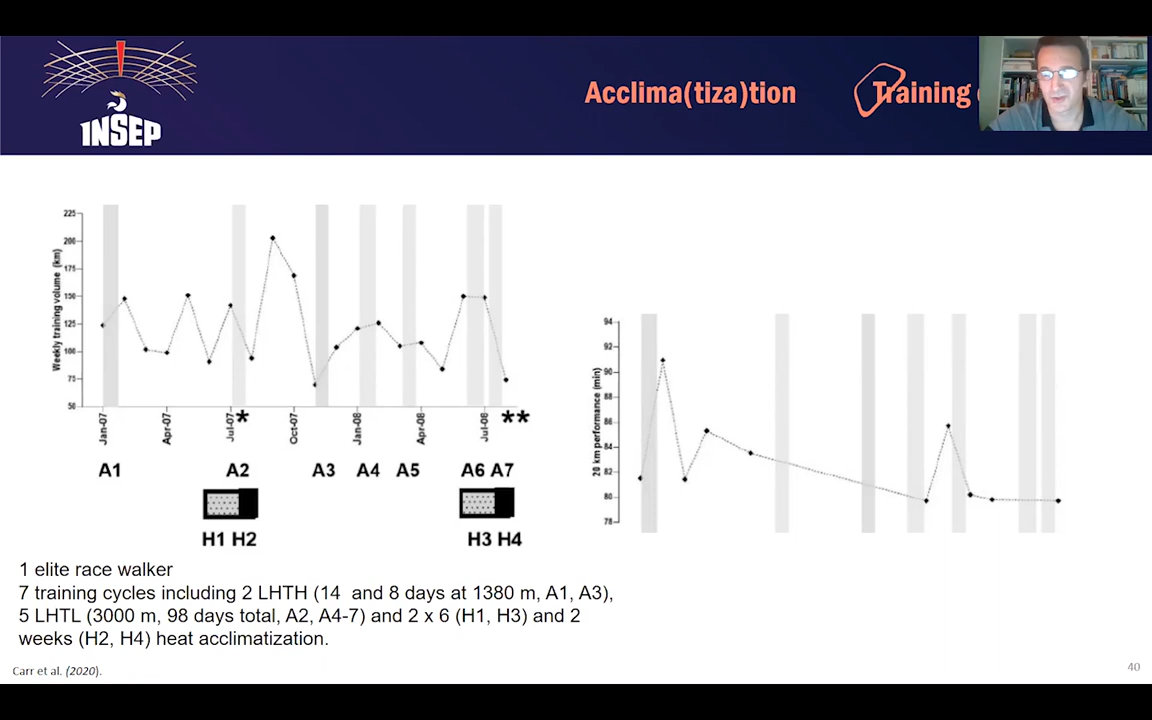 INSEP
Acclima(tiza)tion
Training
225
200
175
150
125
100
75
50
Weekly training volume (km)
Jan-07
Apr-07
Jul-07
*
Oct-07
Jan-08
Apr-08
Jul-08
**
A1 A2 A3 A4 A5 A6 A7
H1 H2 H3 H4
94
92
90
88
86
84
82
80
78
20 km performance (min)
1 elite race walker
7 training cycles including 2 LHTH (14 and 8 days at 1380 m, A1, A3),
5 LHTL (3000 m, 98 days total, A2, A4-7) and 2 x 6 (H1, H3) and 2
weeks (H2, H4) heat acclimatization.
Carr et al. (2020).
40